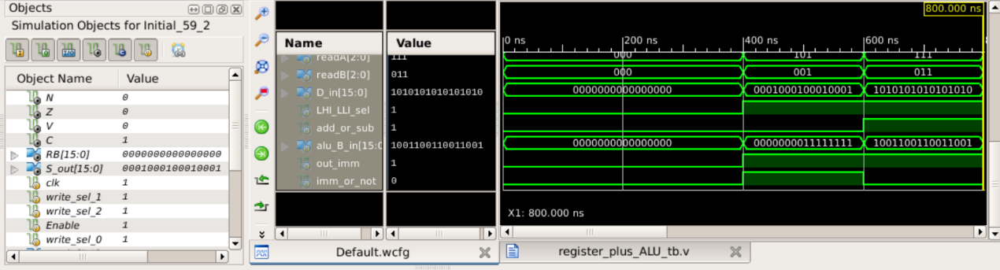 Objects
Simulation Objects for Initial_59_2
Object Name Value
N 0
Z 0
V 0
C 1
RB[15:0] 0000000000000000
S_out[15:0] 0001000100010001
clk 1
write_sel_1 1
write_sel_2 1
Enable 1
write_sel_0 1
Name Value
readA[2:0] 111
readB[2:0] 011
D_in[15:0] 1010101010101010
LHI_LLI_sel 1
add_or_sub 1
alu_B_in[15:0 1001100110011001
out_imm 1
imm_or_not 0
Default.wcfg
800.000 ns
0 ns 200 ns 400 ns 600 ns
000 101 111
000 001 011
0000000000000000 0001000100010001 1010101010101010
0000000000000000 0000000011111111 1001100110011001
X1: 800.000 ns
register_plus_ALU_tb.v